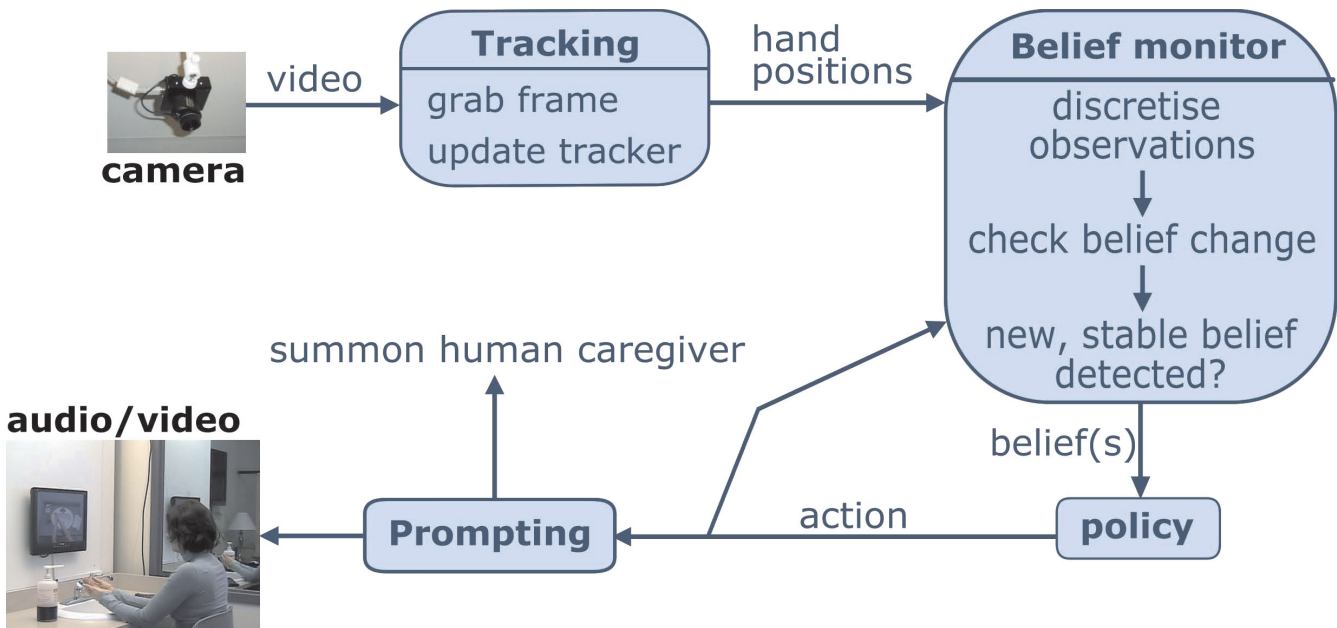 camera
video
Tracking
grab frame
update tracker
hand
positions
Belief monitor
discretise
observations
check belief change
new, stable belief
detected?
belief(s)
policy
action
Prompting
summon human caregiver
audio/video